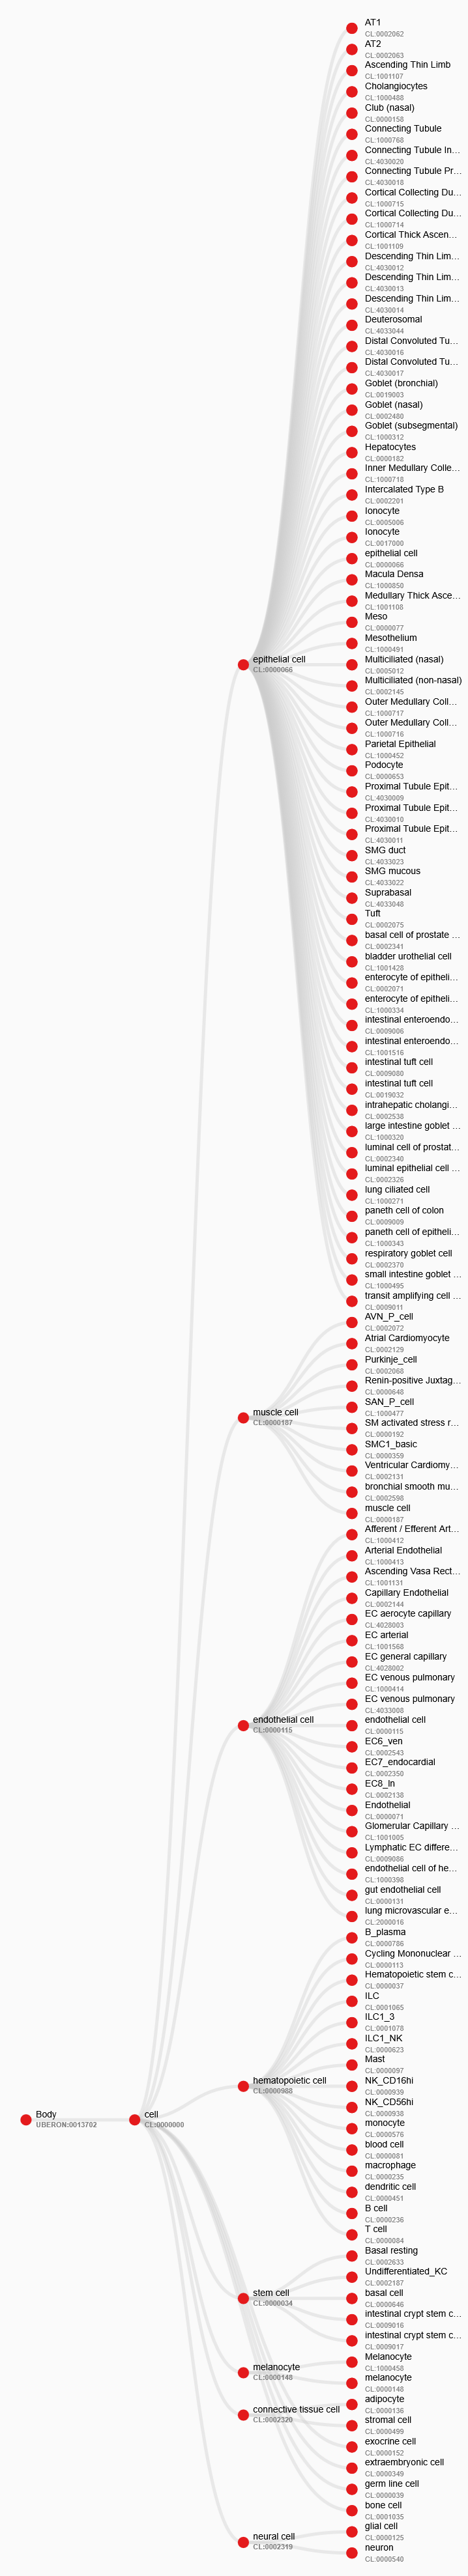 AT1
CL:0002062
AT2
CL:0002063
Ascending Thin Limb
CL:1001107
Cholangiocytes
CL:1000488
Club (nasal)
CL:0000158
Connecting Tubule
CL:1000768
Connecting Tubule In...
CL:4030020
Connecting Tubule Pr...
CL:4030018
Cortical Collecting Du...
CL:1000715
Cortical Collecting Du...
CL:1000714
Cortical Thick Ascen...
CL:1001109
Descending Thin Lim...
CL:4030012
Descending Thin Lim...
CL:4030013
Descending Thin Lim...
CL:4030014
Deuterosomal
CL:4033044
Distal Convoluted Tu...
CL:4030016
Distal Convoluted Tu...
CL:4030017
Goblet (bronchial)
CL:0019003
Goblet (nasal)
CL:0002480
Goblet (subsegmental)
CL:1000312
Hepatocytes
CL:0000182
Inner Medullary Colle...
CL:1000718
Intercalated Type B
CL:0002201
Ionocyte
CL:0005006
Ionocyte
CL:0017000
epithelial cell
CL:0000066
Macula Densa
CL:1000850
Medullary Thick Asce...
CL:1001108
Meso
CL:0000077
Mesothelium
CL:1000491
Multiciliated (nasal)
CL:0005012
Multiciliated (non-nasal)
CL:0002145
Outer Medullary Coll...
CL:1000717
Outer Medullary Coll...
CL:1000716
Parietal Epithelial
CL:1000452
Podocyte
CL:0000653
Proximal Tubule Epit...
CL:4030009
Proximal Tubule Epit...
CL:4030010
Proximal Tubule Epit...
CL:4030011
SMG duct
CL:4033023
SMG mucous
CL:4033022
Suprabasal
CL:4033048
Tuft
CL:0002075
basal cell of prostate ...
CL:0002341
bladder urothelial cell
CL:1001428
enterocyte of epitheli...
CL:0002071
enterocyte of epitheli...
CL:1000334
intestinal enteroendo...
CL:0009006
intestinal enteroendo...
CL:1001516
intestinal tuft cell
CL:0009080
intestinal tuft cell
CL:0019032
intrahepatic cholangi...
CL:0002538
large intestine goblet ...
CL:1000320
luminal cell of prostat...
CL:0002340
luminal epithelial cell ...
CL:0002326
lung ciliated cell
CL:1000271
paneth cell of colon
CL:0009009
paneth cell of epitheli...
CL:1000343
respiratory goblet cell
CL:0002370
small intestine goblet ...
CL:1000495
transit amplifying cell ...
CL:0009011
epithelial cell
CL:0000066
AVN_P_cell
CL:0002072
Atrial Cardiomyocyte
CL:0002129
Purkinje_cell
CL:0002068
Renin-positive Juxtag...
CL:0000648
SAN_P_cell
CL:1000477
SM activated stress r...
CL:0000192
SMC1_basic
CL:0000359
Ventricular Cardiomy...
CL:0002131
bronchial smooth mu...
CL:0002598
muscle cell
CL:0000187
muscle cell
CL:0000187
Afferent / Efferent Art...
CL:1000412
Arterial Endothelial
CL:1000413
Ascending Vasa Rect...
CL:1001131
Capillary Endothelial
CL:0002144
EC aerocyte capillary
CL:4028003
EC arterial
CL:1001568
EC general capillary
CL:4028002
EC venous pulmonary
CL:1000414
EC venous pulmonary
CL:4033008
endothelial cell
CL:0000115
EC6_ven
CL:0002543
EC7_endocardial
CL:0002350
EC8_ln
CL:0002138
Endothelial
CL:0000071
Glomerular Capillary ...
CL:1001005
Lymphatic EC differe...
CL:0009086
endothelial cell of he...
CL:1000398
gut endothelial cell
CL:0000131
lung microvascular e...
CL:2000016
endothelial cell
CL:0000115
B_plasma
CL:0000786
Cycling Mononuclear ...
CL:0000113
Hematopoietic stem c...
CL:0000037
ILC
CL:0001065
ILC1_3
CL:0001078
ILC1_NK
CL:0000623
Mast
CL:0000097
NK_CD16hi
CL:0000939
NK_CD56hi
CL:0000938
monocyte
CL:0000576
blood cell
CL:0000081
macrophage
CL:0000235
dendritic cell
CL:0000451
B cell
CL:0000236
T cell
CL:0000084
hematopoietic cell
CL:0000988
Body
UBERON:0013702
cell
CL:0000000
Basal resting
CL:0002633
Undifferentiated_KC
CL:0002187
basal cell
CL:0000646
intestinal crypt stem c...
CL:0009016
intestinal crypt stem c...
CL:0009017
stem cell
CL:0000034
Melanocyte
CL:1000458
melanocyte
CL:0000148
melanocyte
CL:0000148
adipocyte
CL:0000136
stromal cell
CL:0000499
connective tissue cell
CL:0002320
exocrine cell
CL:0000152
extraembryonic cell
CL:0000349
germ line cell
CL:0000039
bone cell
CL:0001035
glial cell
CL:0000125
neuron
CL:0000540
neural cell
CL:0002319